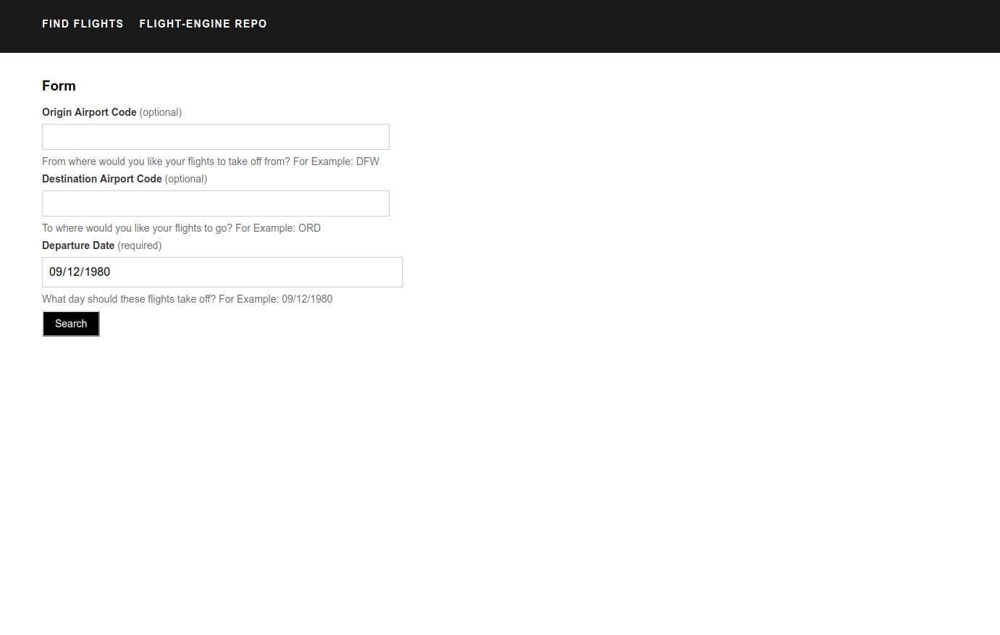 FIND FLIGHTS FLIGHT-ENGINE REPO
Form
Origin Airport Code (optional)
From where would you like your flights to take off from? For Example: DFW
Destination Airport Code (optional)
To where would you like your flights to go? For Example: ORD
Departure Date (required)
09/12/1980
What day should these flights take off? For Example: 09/12/1980
Search